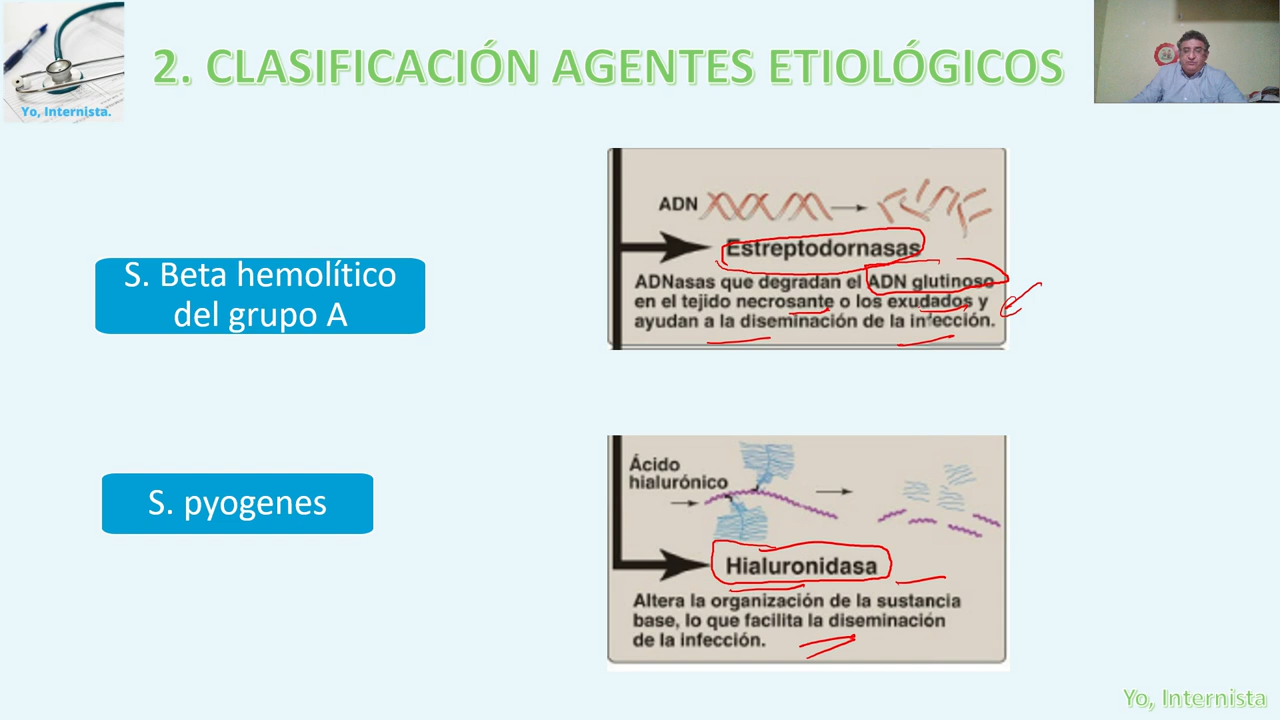 Yo, Internista.
2. CLASIFICACIÓN AGENTES ETIOLÓGICOS
S. Beta hemolítico
del grupo A
S. pyogenes
ADN
Estreptodornasas
ADNasas que degradan el ADN glutinoso
en el tejido necrosante o los exudados y
ayudan a la diseminación de la infección.
Ácido
hialurónico
Hialuronidasa
Altera la organización de la sustancia
base, lo que facilita la diseminación
de la infección.
Yo, Internista